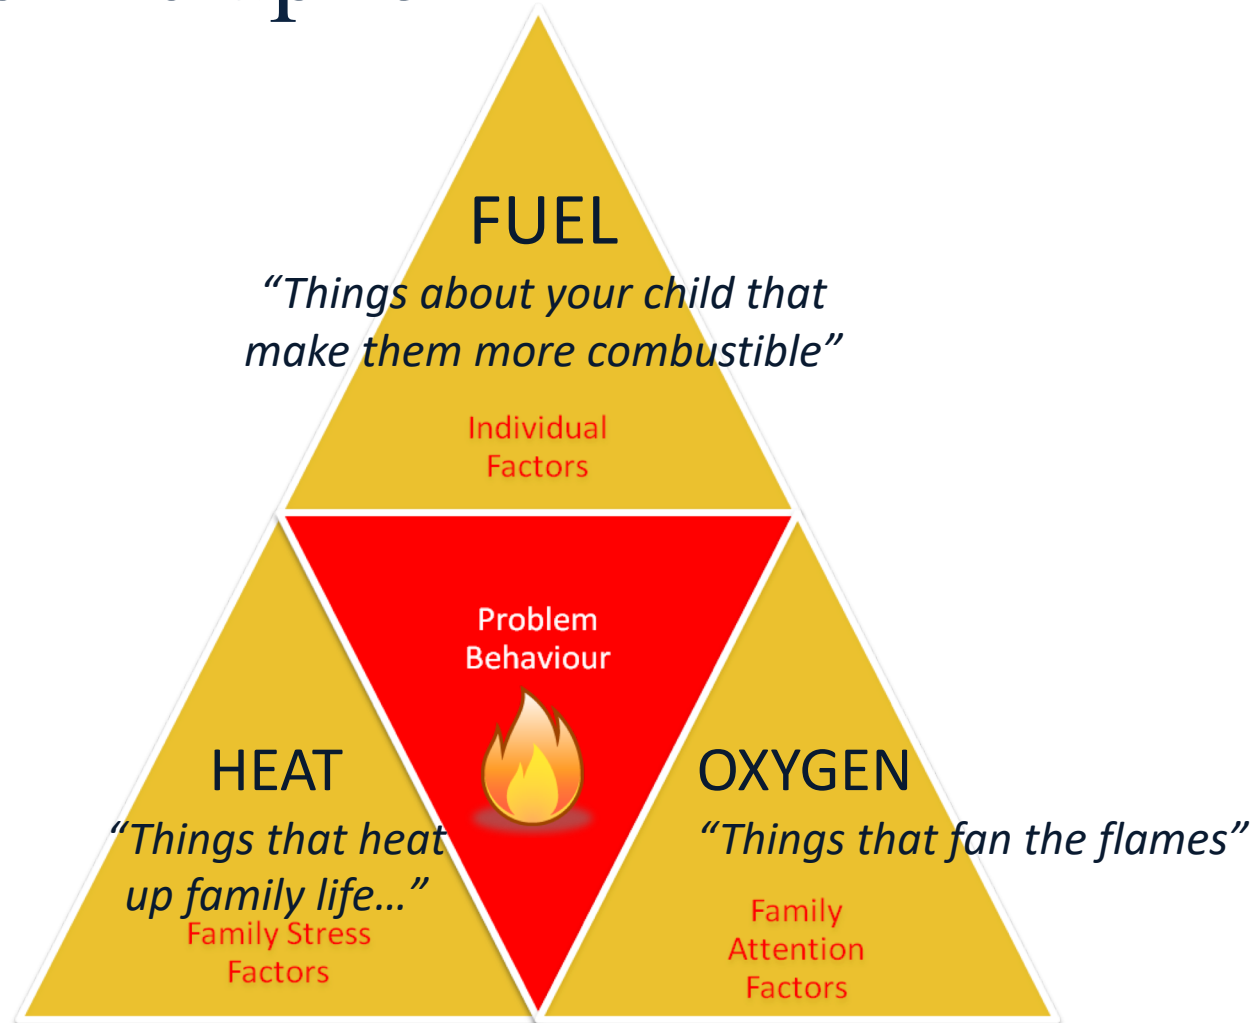 FUEL
“Things about your child that
make them more combustible”
Individual
Factors
Problem
Behaviour
HEAT
“Things that heat
up family life…”
Family Stress
Factors
OXYGEN
“Things that fan the flames”
Family
Attention
Factors